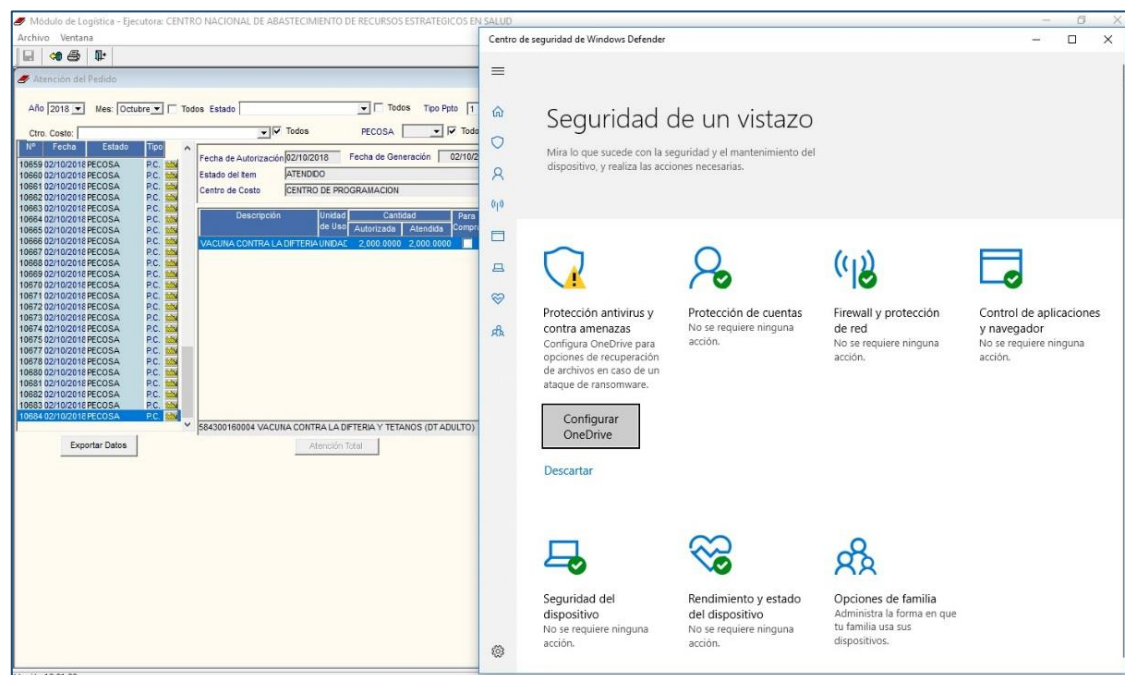 Módulo de Logística - Ejecutora: CENTRO NACIONAL DE ABASTECIMIENTO DE RECURSOS ESTRATEGICOS EN SALUD
Archivo Ventana
Atención del Pedido
Año 2018 Mes: Octubre Todos Estado Todos Tipo Ppto 1
Ctro. Costo: Todos PECOSA Todo
Nº Fecha Estado Tipo
10659 02/10/2018 PECOSA P.C.
10660 02/10/2018 PECOSA P.C.
10661 02/10/2018 PECOSA P.C.
10662 02/10/2018 PECOSA P.C.
10663 02/10/2018 PECOSA P.C.
10664 02/10/2018 PECOSA P.C.
10665 02/10/2018 PECOSA P.C.
10666 02/10/2018 PECOSA P.C.
10667 02/10/2018 PECOSA P.C.
10668 02/10/2018 PECOSA P.C.
10669 02/10/2018 PECOSA P.C.
10670 02/10/2018 PECOSA P.C.
10671 02/10/2018 PECOSA P.C.
10672 02/10/2018 PECOSA P.C.
10673 02/10/2018 PECOSA P.C.
10674 02/10/2018 PECOSA P.C.
10675 02/10/2018 PECOSA P.C.
10677 02/10/2018 PECOSA P.C.
10678 02/10/2018 PECOSA P.C.
10680 02/10/2018 PECOSA P.C.
10681 02/10/2018 PECOSA P.C.
10682 02/10/2018 PECOSA P.C.
10683 02/10/2018 PECOSA P.C.
10684 02/10/2018 PECOSA P.C.
Exportar Datos
Fecha de Autorización 02/10/2018 Fecha de Generación 02/10/2
Estado del Item ATENDIDO
Centro de Costo CENTRO DE PROGRAMACION
Descripción Unidad de Uso Cantidad Autorizada Atendida Para Compra
VACUNA CONTRA LA DIFTERIA UNIDAD 2,000.0000 2,000.0000
584300160004 VACUNA CONTRA LA DIFTERIA Y TETANOS (DT ADULTO)
Atención Total
Centro de seguridad de Windows Defender
Seguridad de un vistazo
Mira lo que sucede con la seguridad y el mantenimiento del
dispositivo, y realiza las acciones necesarias.
Protección antivirus y
contra amenazas
Configura OneDrive para
opciones de recuperación
de archivos en caso de un
ataque de ransomware.
Configurar
OneDrive
Descartar
Protección de cuentas
No se requiere ninguna
acción.
Firewall y protección
de red
No se requiere ninguna
acción.
Control de aplicaciones
y navegador
No se requiere ninguna
acción.
Seguridad del
dispositivo
No se requiere ninguna
acción.
Rendimiento y estado
del dispositivo
No se requiere ninguna
acción.
Opciones de familia
Administra la forma en que
tu familia usa sus
dispositivos.